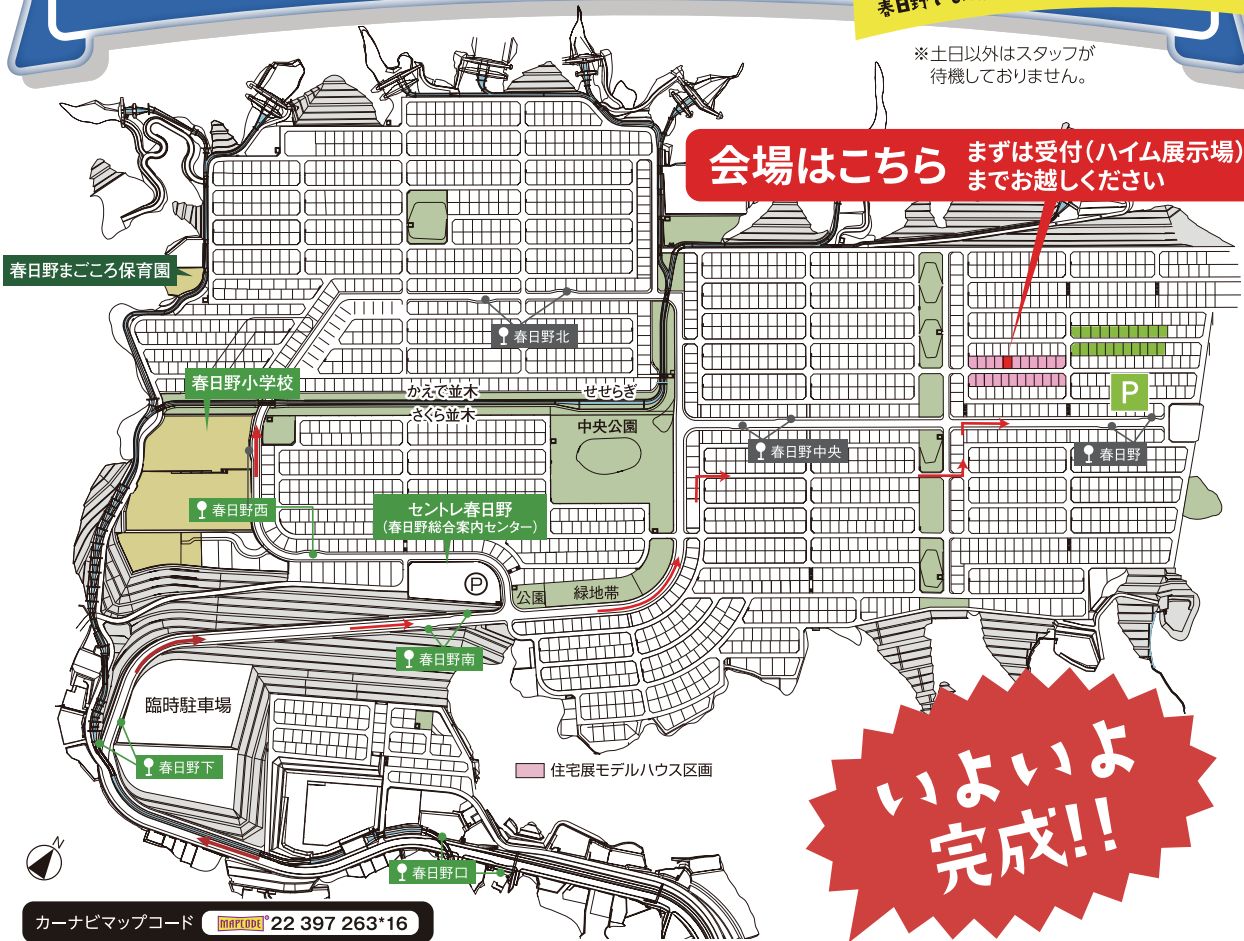 ※土日以外はスタッフが
待機しておりません。
会場はこちら
まずは受付(ハイム展示場)
までお越しください
春日野まごころ保育園
春日野北
春日野小学校
かえで並木
せせらぎ
さくら並木
中央公園
P
春日野中央
春日野
春日野西
セントレ春日野
(春日野総合案内センター)
P
公園
緑地帯
春日野南
臨時駐車場
春日野下
住宅展モデルハウス区画
いよいよ
完成!!
N
春日野口
カーナビマップコード MAPCODE® 22 397 263*16